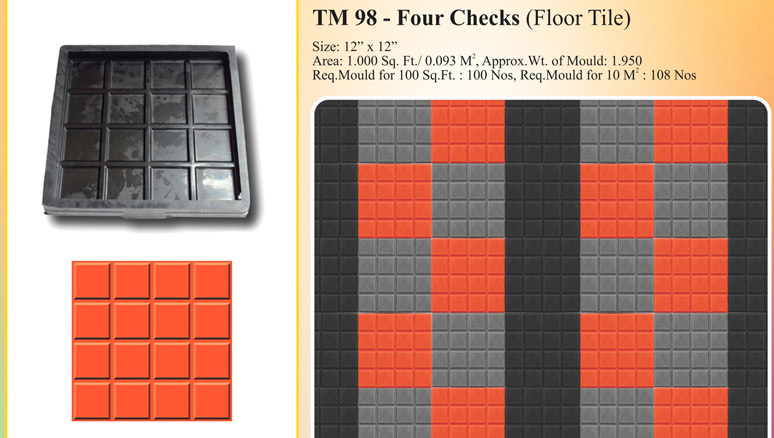 TM 98 - Four Checks (Floor Tile)
Size: 12” x 12”
Area: 1.000 Sq. Ft./ 0.093 M², Approx.Wt. of Mould: 1.950
Req.Mould for 100 Sq.Ft. : 100 Nos, Req.Mould for 10 M² : 108 Nos